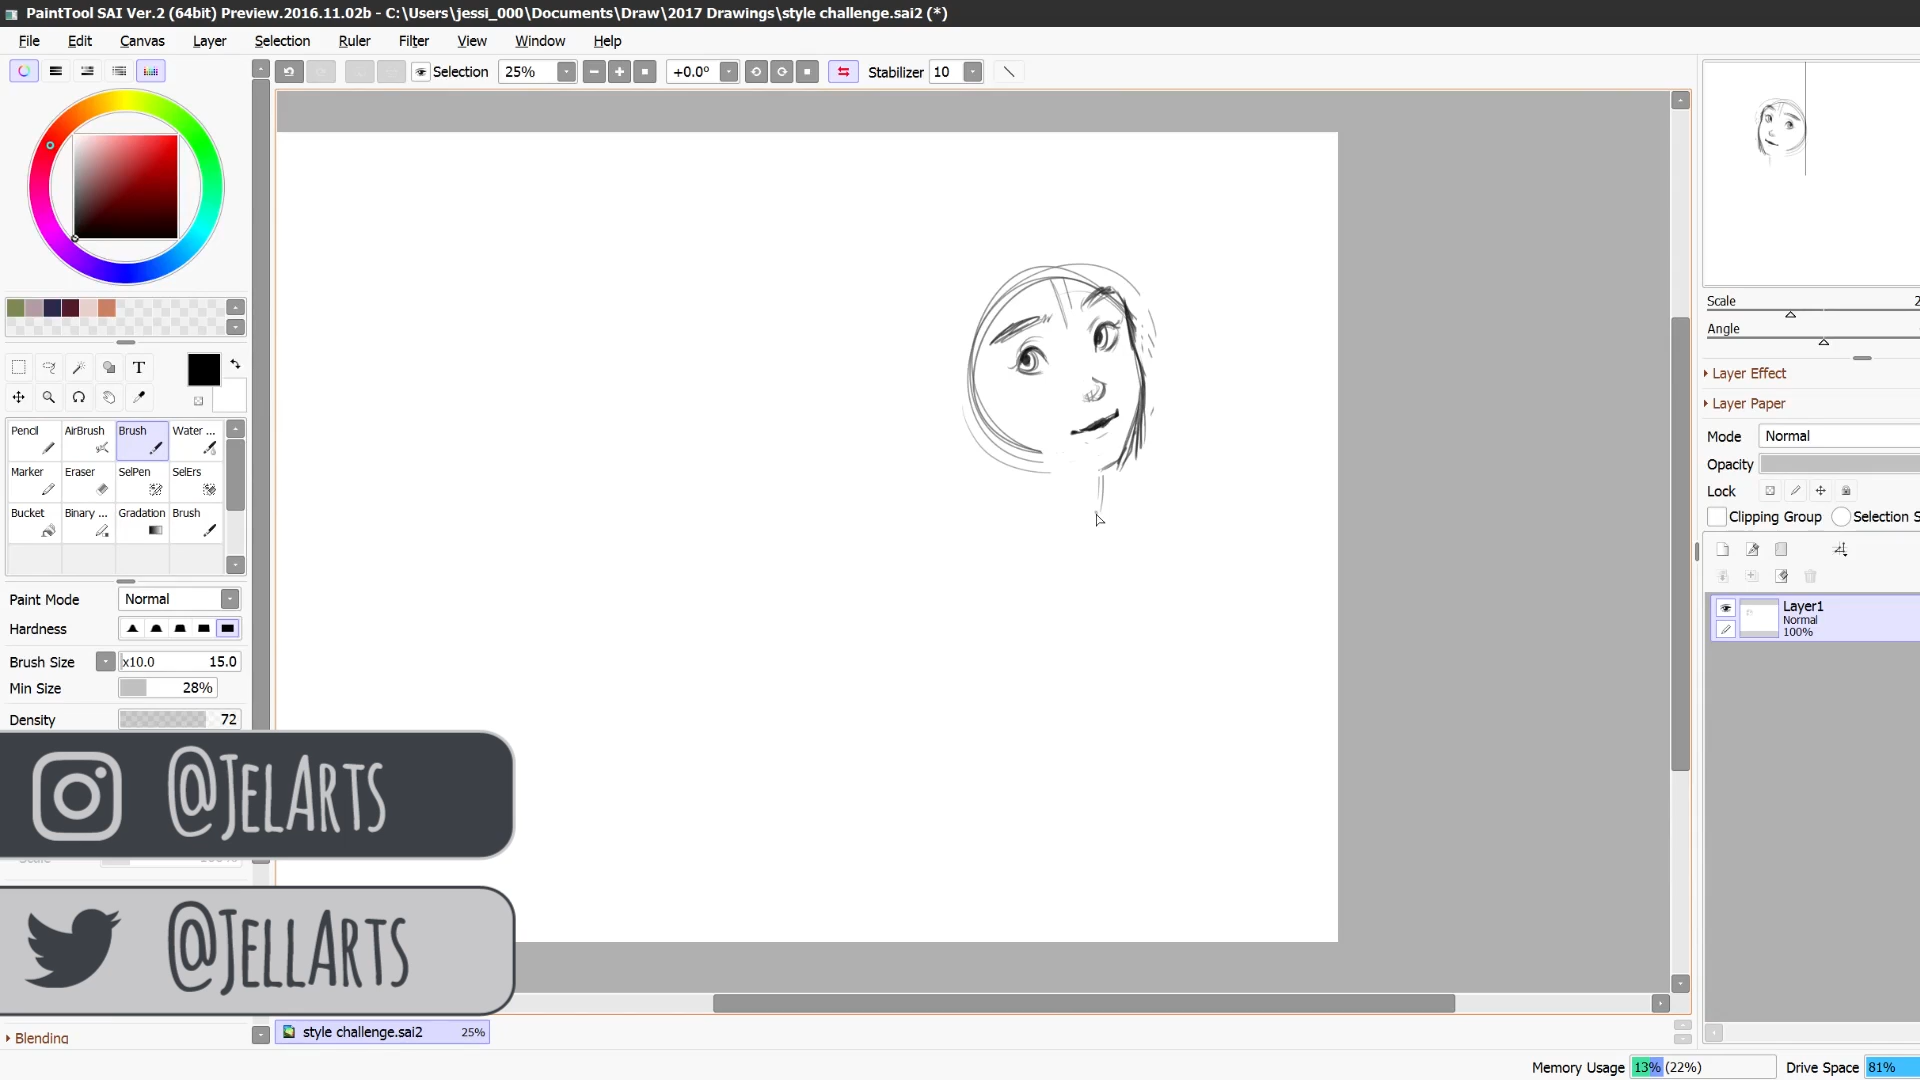 PaintTool SAI Ver.2 (64bit) Preview.2016.11.02b - C:\Users\jessi_000\Documents\Draw\2017 Drawings\style challenge.sai2 (*)
File Edit Canvas Layer Selection Ruler Filter View Window Help
Selection 25% +0.0° Stabilizer 10
Scale 2
Angle
Layer Effect
Layer Paper
Mode Normal
Opacity
Lock
Clipping Group Selection S
Layer1
Normal
100%
T
Pencil AirBrush Brush Water ...
Marker Eraser SelPen SelErs
Bucket Binary ... Gradation Brush
Paint Mode Normal
Hardness
Brush Size x10.0 15.0
Min Size 28%
Density 72
@JelArts
@JellArts
Blending
style challenge.sai2 25%
Memory Usage 13% (22%) Drive Space 81%